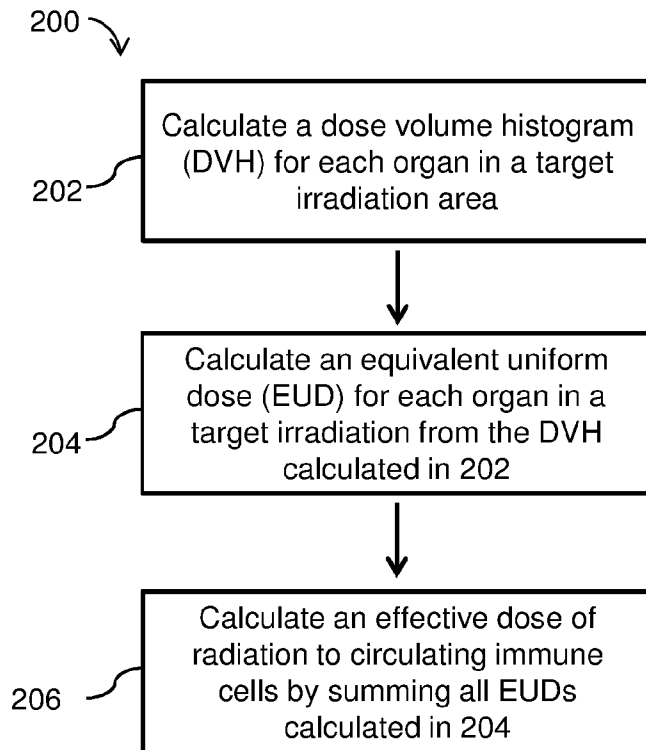 200
Calculate a dose volume histogram
(DVH) for each organ in a target
irradiation area
202
Calculate an equivalent uniform
dose (EUD) for each organ in a
target irradiation from the DVH
calculated in 202
204
Calculate an effective dose of
radiation to circulating immune
cells by summing all EUDs
calculated in 204
206